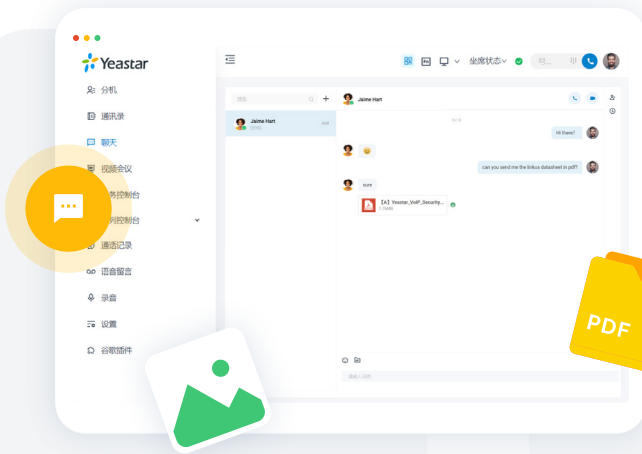 Yeastar
坐席状态
分机
通讯录
聊天
视频会议
务控制台
列控制台
通话记录
语音留言
录音
设置
谷歌插件
搜索
Jaime Hart
Jaime Hart
Hi there!
can you send me the linkus datasheet in pdf?
sure
[A] Yeastar_VoIP_Security...
PDF